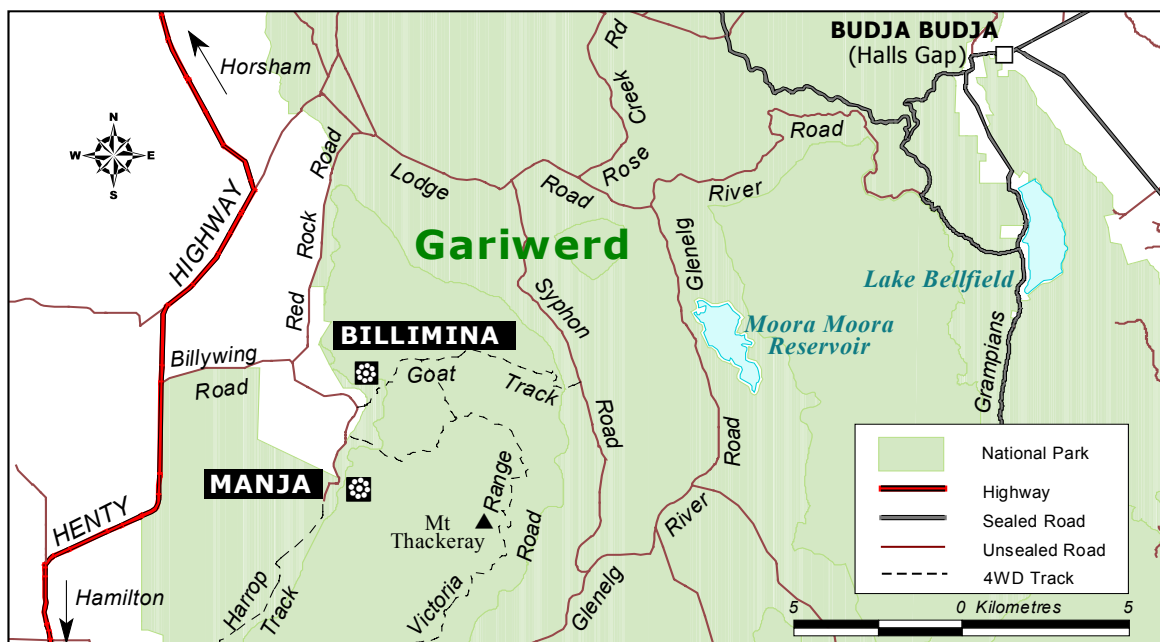 BUDJA BUDJA
(Halls Gap)
Horsham
N
W E
S
Rose Creek Rd
Lodge Road
River Road
Red Rock Road
HENTY HIGHWAY
Gariwerd
Syphon Road
Glenelg River Road
Lake Bellfield
Moora Moora
Reservoir
Grampians
BILLIMINA
Billywing Road
Goat Track
MANJA
Mt
Thackeray
Victoria Range Road
Harrop Track
Hamilton
Glenelg River
National Park
Highway
Sealed Road
Unsealed Road
4WD Track
5 0 Kilometres 5